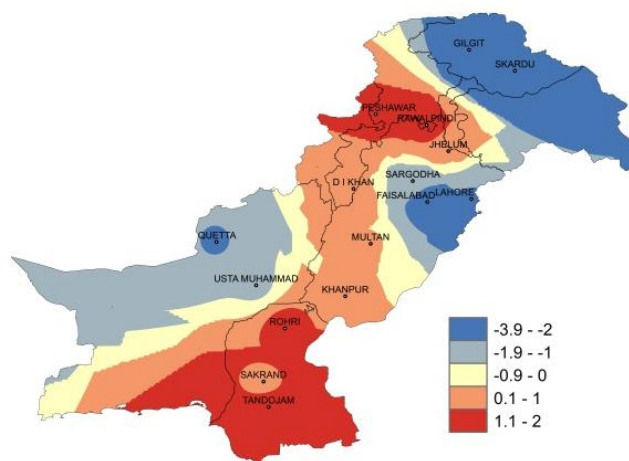 GILGIT
SKARDU
PESHAWAR
RAWALPINDI
JHELUM
D I KHAN
SARGODHA
FAISALABAD
LAHORE
QUETTA
MULTAN
USTA MUHAMMAD
KHANPUR
ROHRI
SAKRAND
TANDOJAM
-3.9 - -2
-1.9 - -1
-0.9 - 0
0.1 - 1
1.1 - 2